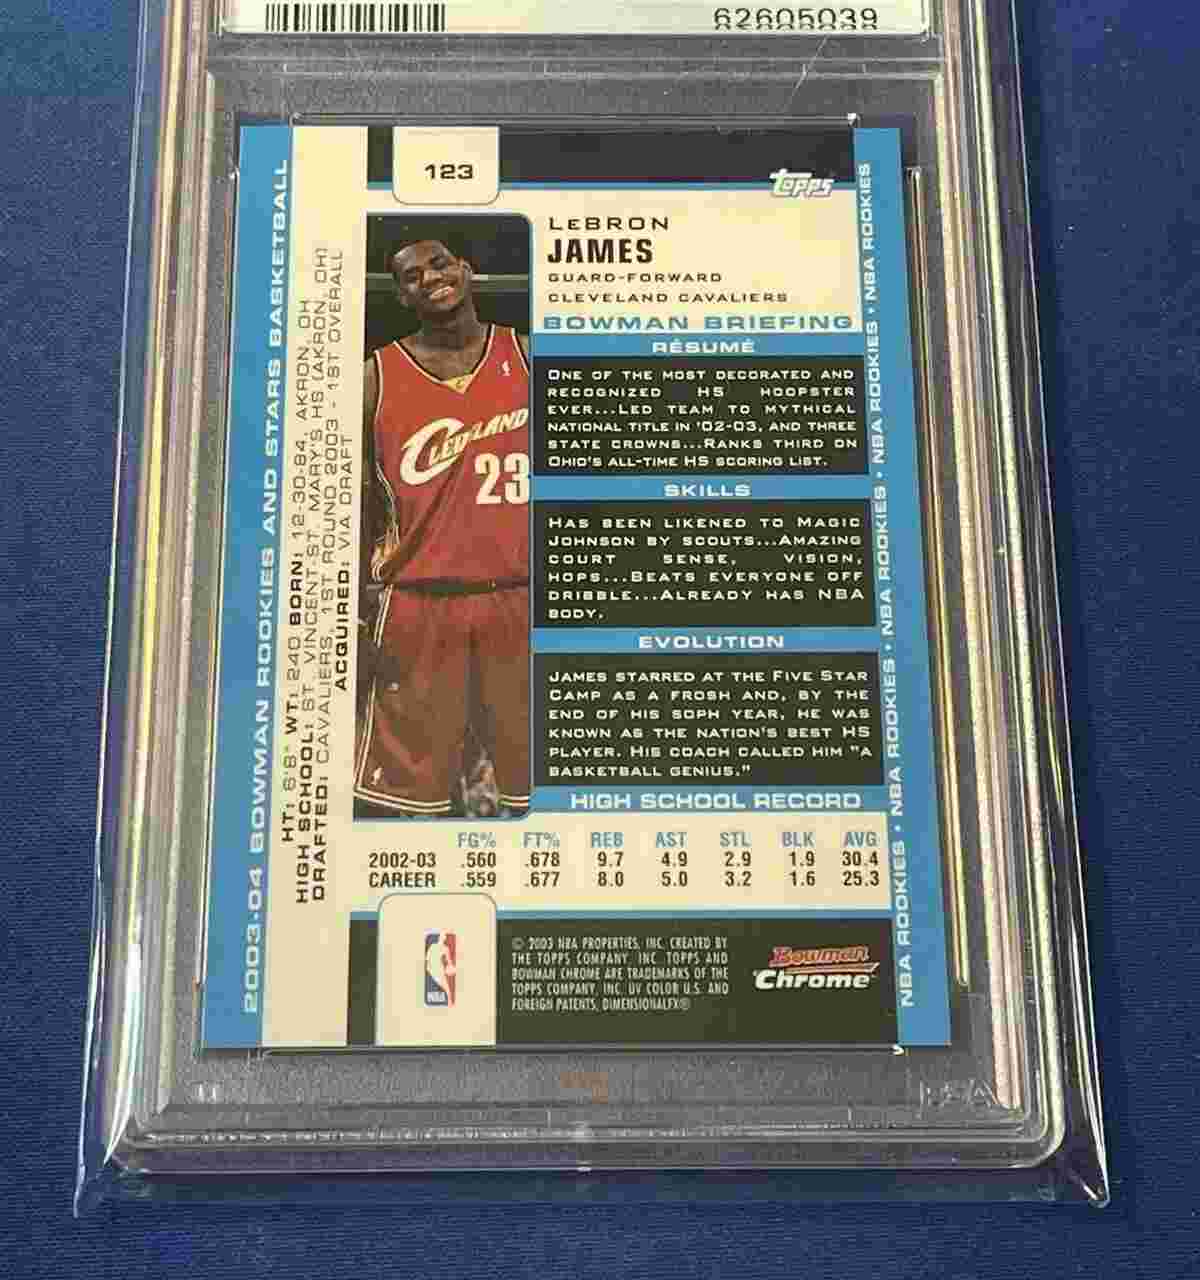 62605039
123
topps
LEBRON
JAMES
GUARD-FORWARD
CLEVELAND CAVALIERS
BOWMAN BRIEFING
RÉSUMÉ
ONE OF THE MOST DECORATED AND
RECOGNIZED HS HOOPSTER
EVER...LED TEAM TO MYTHICAL
NATIONAL TITLE IN '02-03, AND THREE
STATE CROWNS...RANKS THIRD ON
OHIO'S ALL-TIME HS SCORING LIST.
SKILLS
HAS BEEN LIKENED TO MAGIC
JOHNSON BY SCOUTS...AMAZING
COURT SENSE, VISION,
HOPS...BEATS EVERYONE OFF
DRIBBLE...ALREADY HAS NBA
BODY.
EVOLUTION
JAMES STARRED AT THE FIVE STAR
CAMP AS A FROSH AND, BY THE
END OF HIS SOPH YEAR, HE WAS
KNOWN AS THE NATION'S BEST HS
PLAYER. HIS COACH CALLED HIM "A
BASKETBALL GENIUS."
HIGH SCHOOL RECORD
FG% FT% REB AST STL BLK AVG
2002-03 .560 .678 9.7 4.9 2.9 1.9 30.4
CAREER .559 .677 8.0 5.0 3.2 1.6 25.3
2003-04 BOWMAN ROOKIES AND STARS BASKETBALL
HT: 6'8" WT: 240 BORN: 12-30-84, AKRON, OH
HIGH SCHOOL: ST. VINCENT-ST. MARY'S HS (AKRON, OH)
DRAFTED: CAVALIERS, 1ST ROUND 2003 - 1ST OVERALL
ACQUIRED: VIA DRAFT
CLEVELAND
23
NBA ROOKIES • NBA ROOKIES • NBA ROOKIES • NBA ROOKIES • NBA ROOKIES • NBA ROOKIES
NBA
© 2003 NBA PROPERTIES, INC. CREATED BY
THE TOPPS COMPANY, INC. TOPPS AND
BOWMAN CHROME ARE TRADEMARKS OF THE
TOPPS COMPANY, INC. UV COLOR U.S. AND
FOREIGN PATENTS, DIMENSIONALFX®
Bowman
Chrome